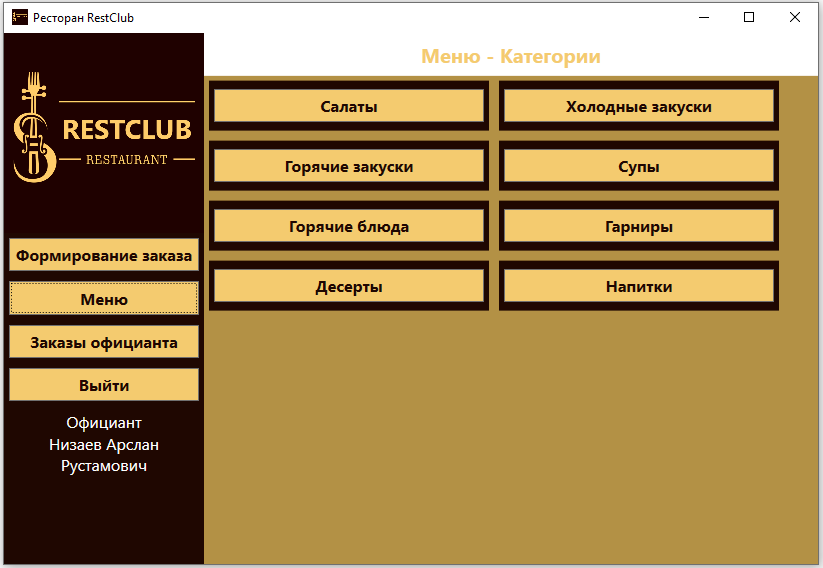 Ресторан RestClub
RESTCLUB
RESTAURANT
Формирование заказа
Меню
Заказы официанта
Выйти
Официант
Низаев Арслан
Рустамович
Меню - Категории
Салаты
Холодные закуски
Горячие закуски
Супы
Горячие блюда
Гарниры
Десерты
Напитки